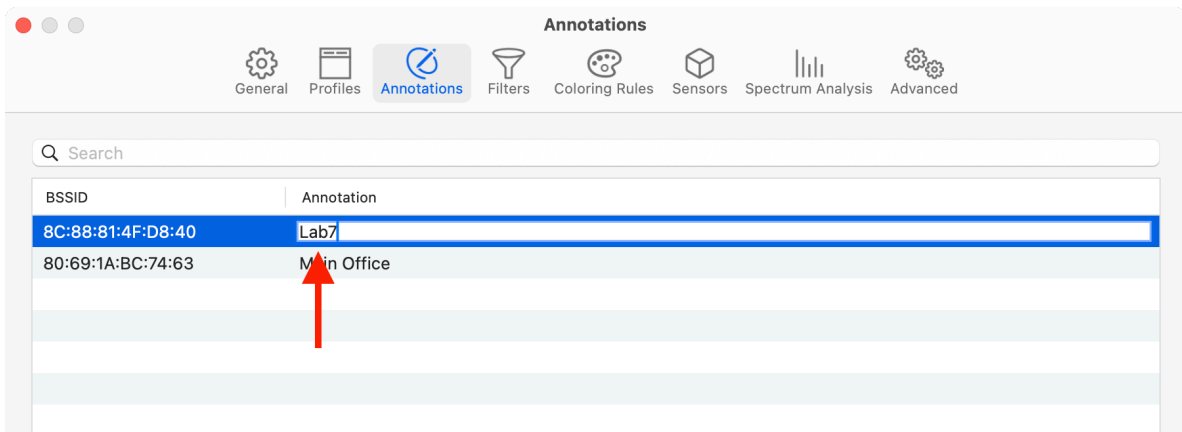 Annotations
General Profiles Annotations Filters Coloring Rules Sensors Spectrum Analysis Advanced
Search
BSSID Annotation
8C:88:81:4F:D8:40 Lab7
80:69:1A:BC:74:63 Main Office